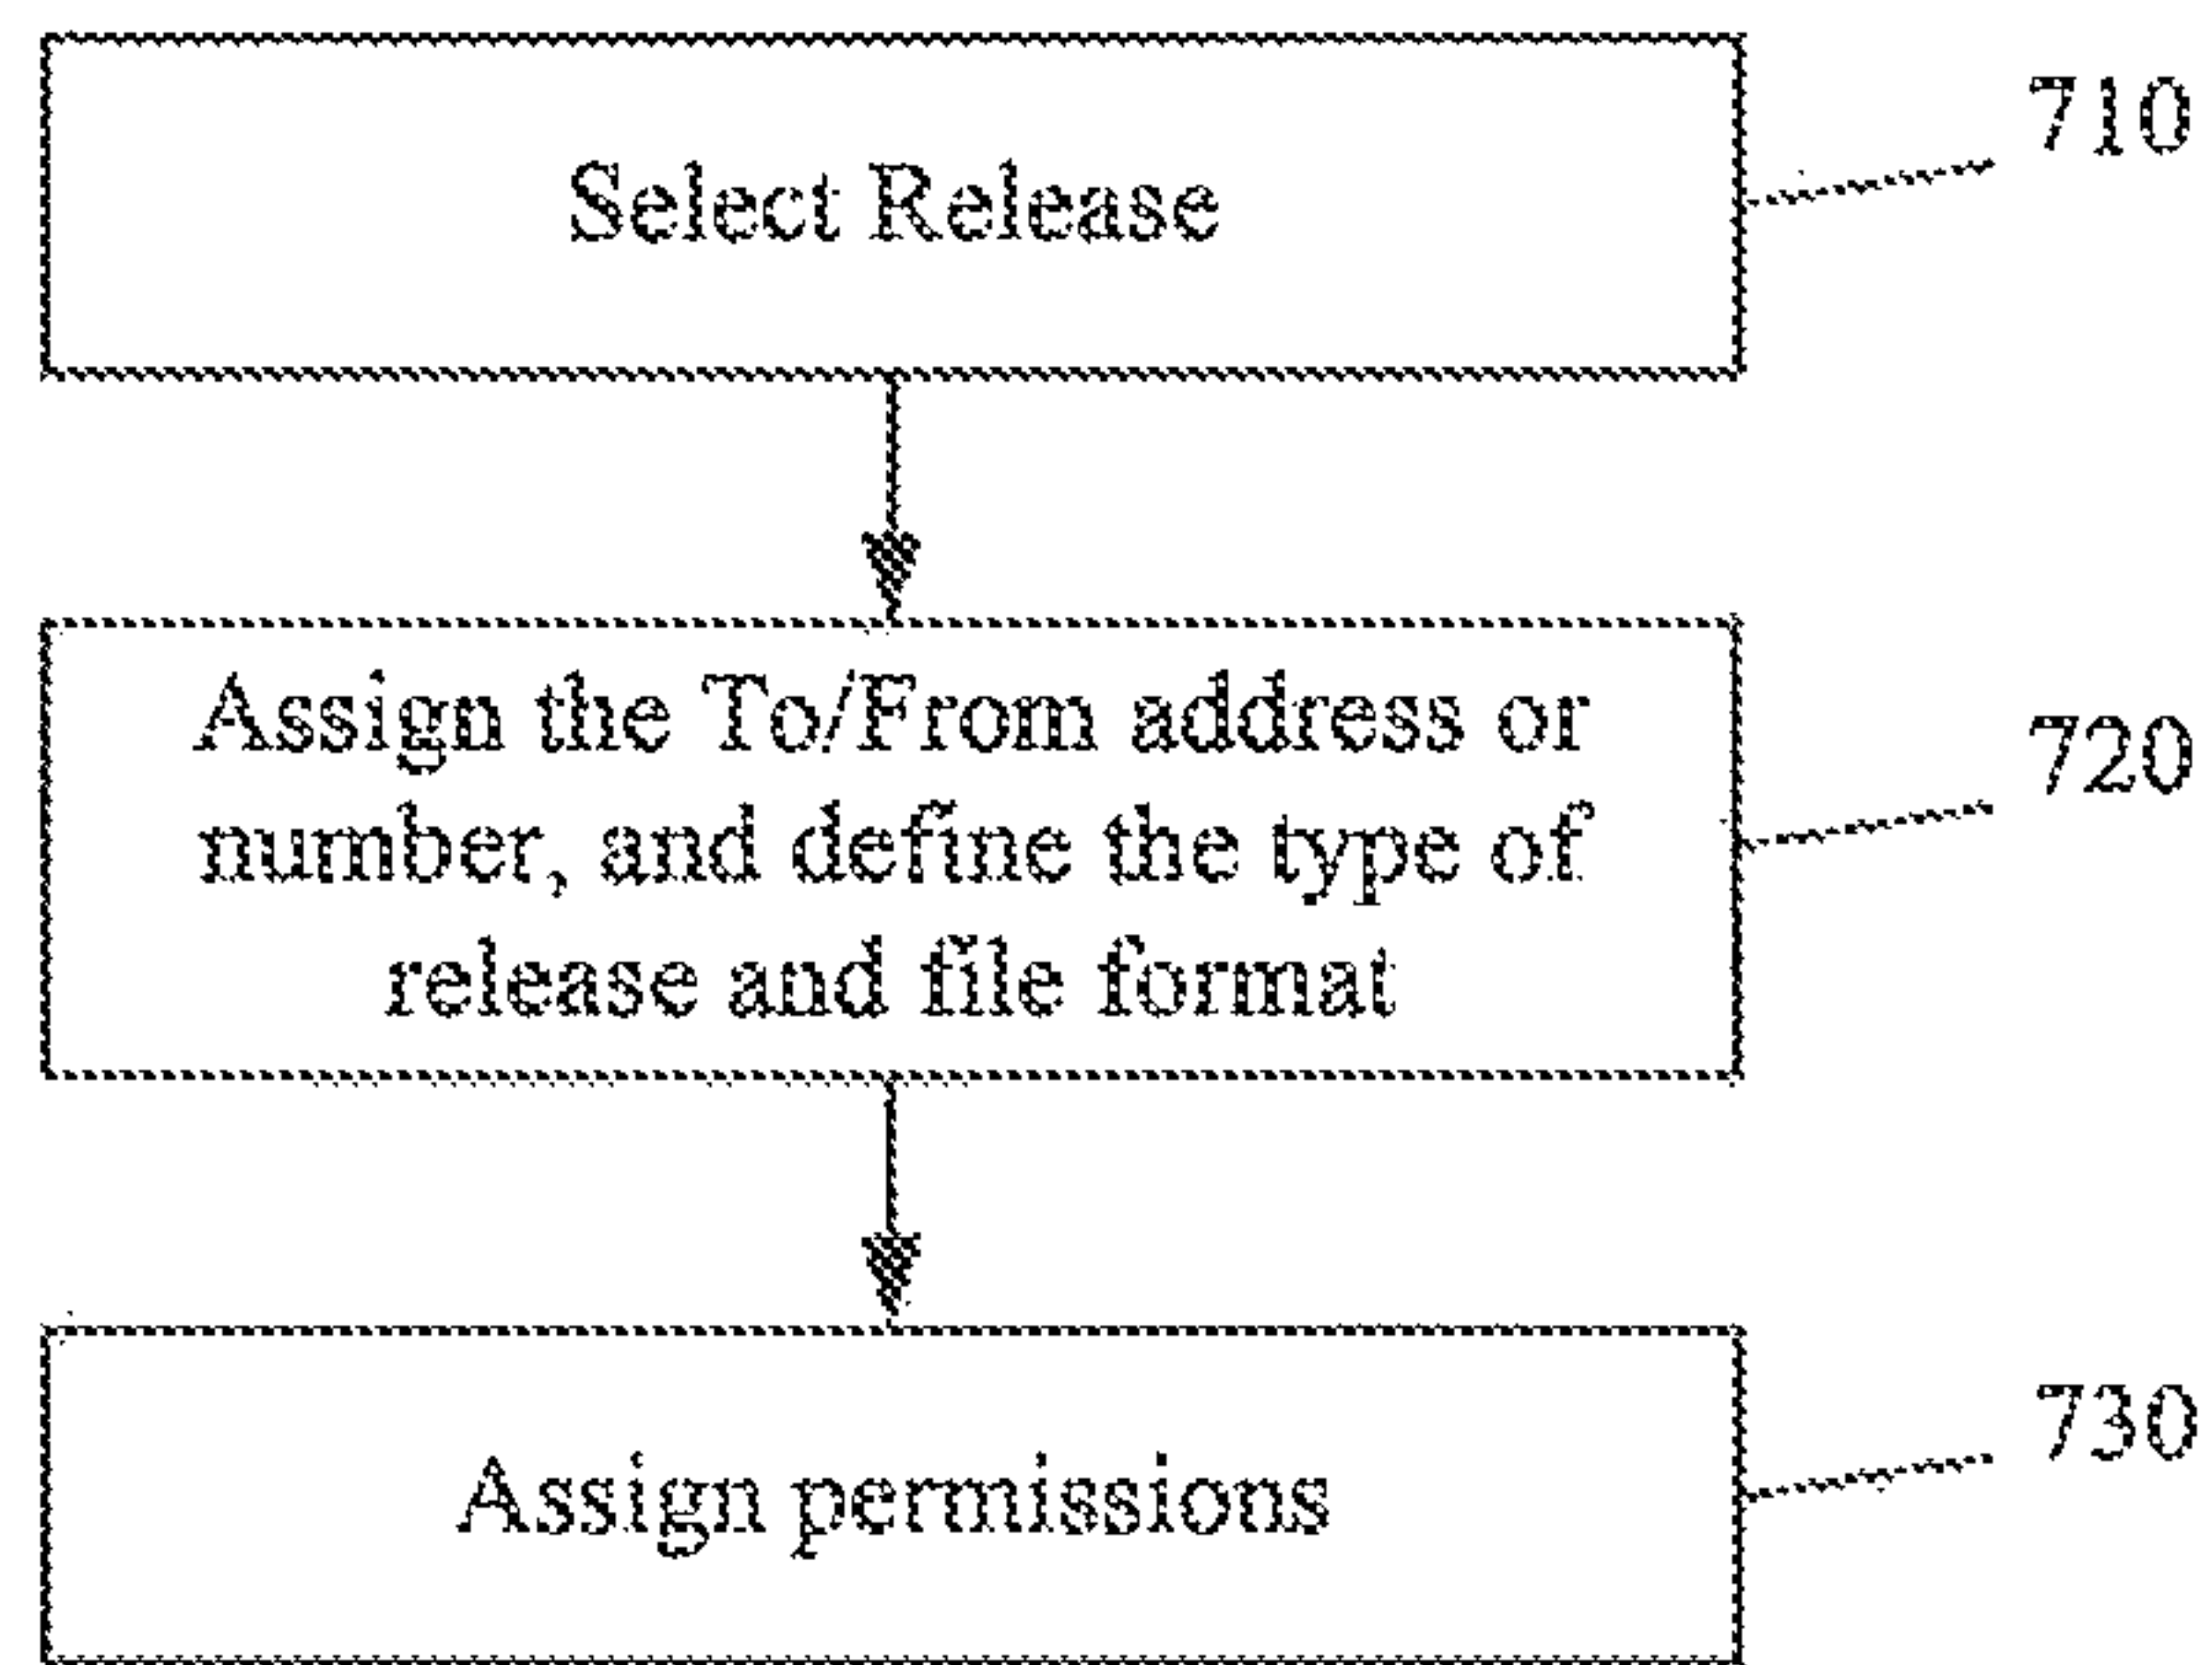 Select Release
710
Assign the To/From address or
number, and define the type of
release and file format
720
Assign permissions
730